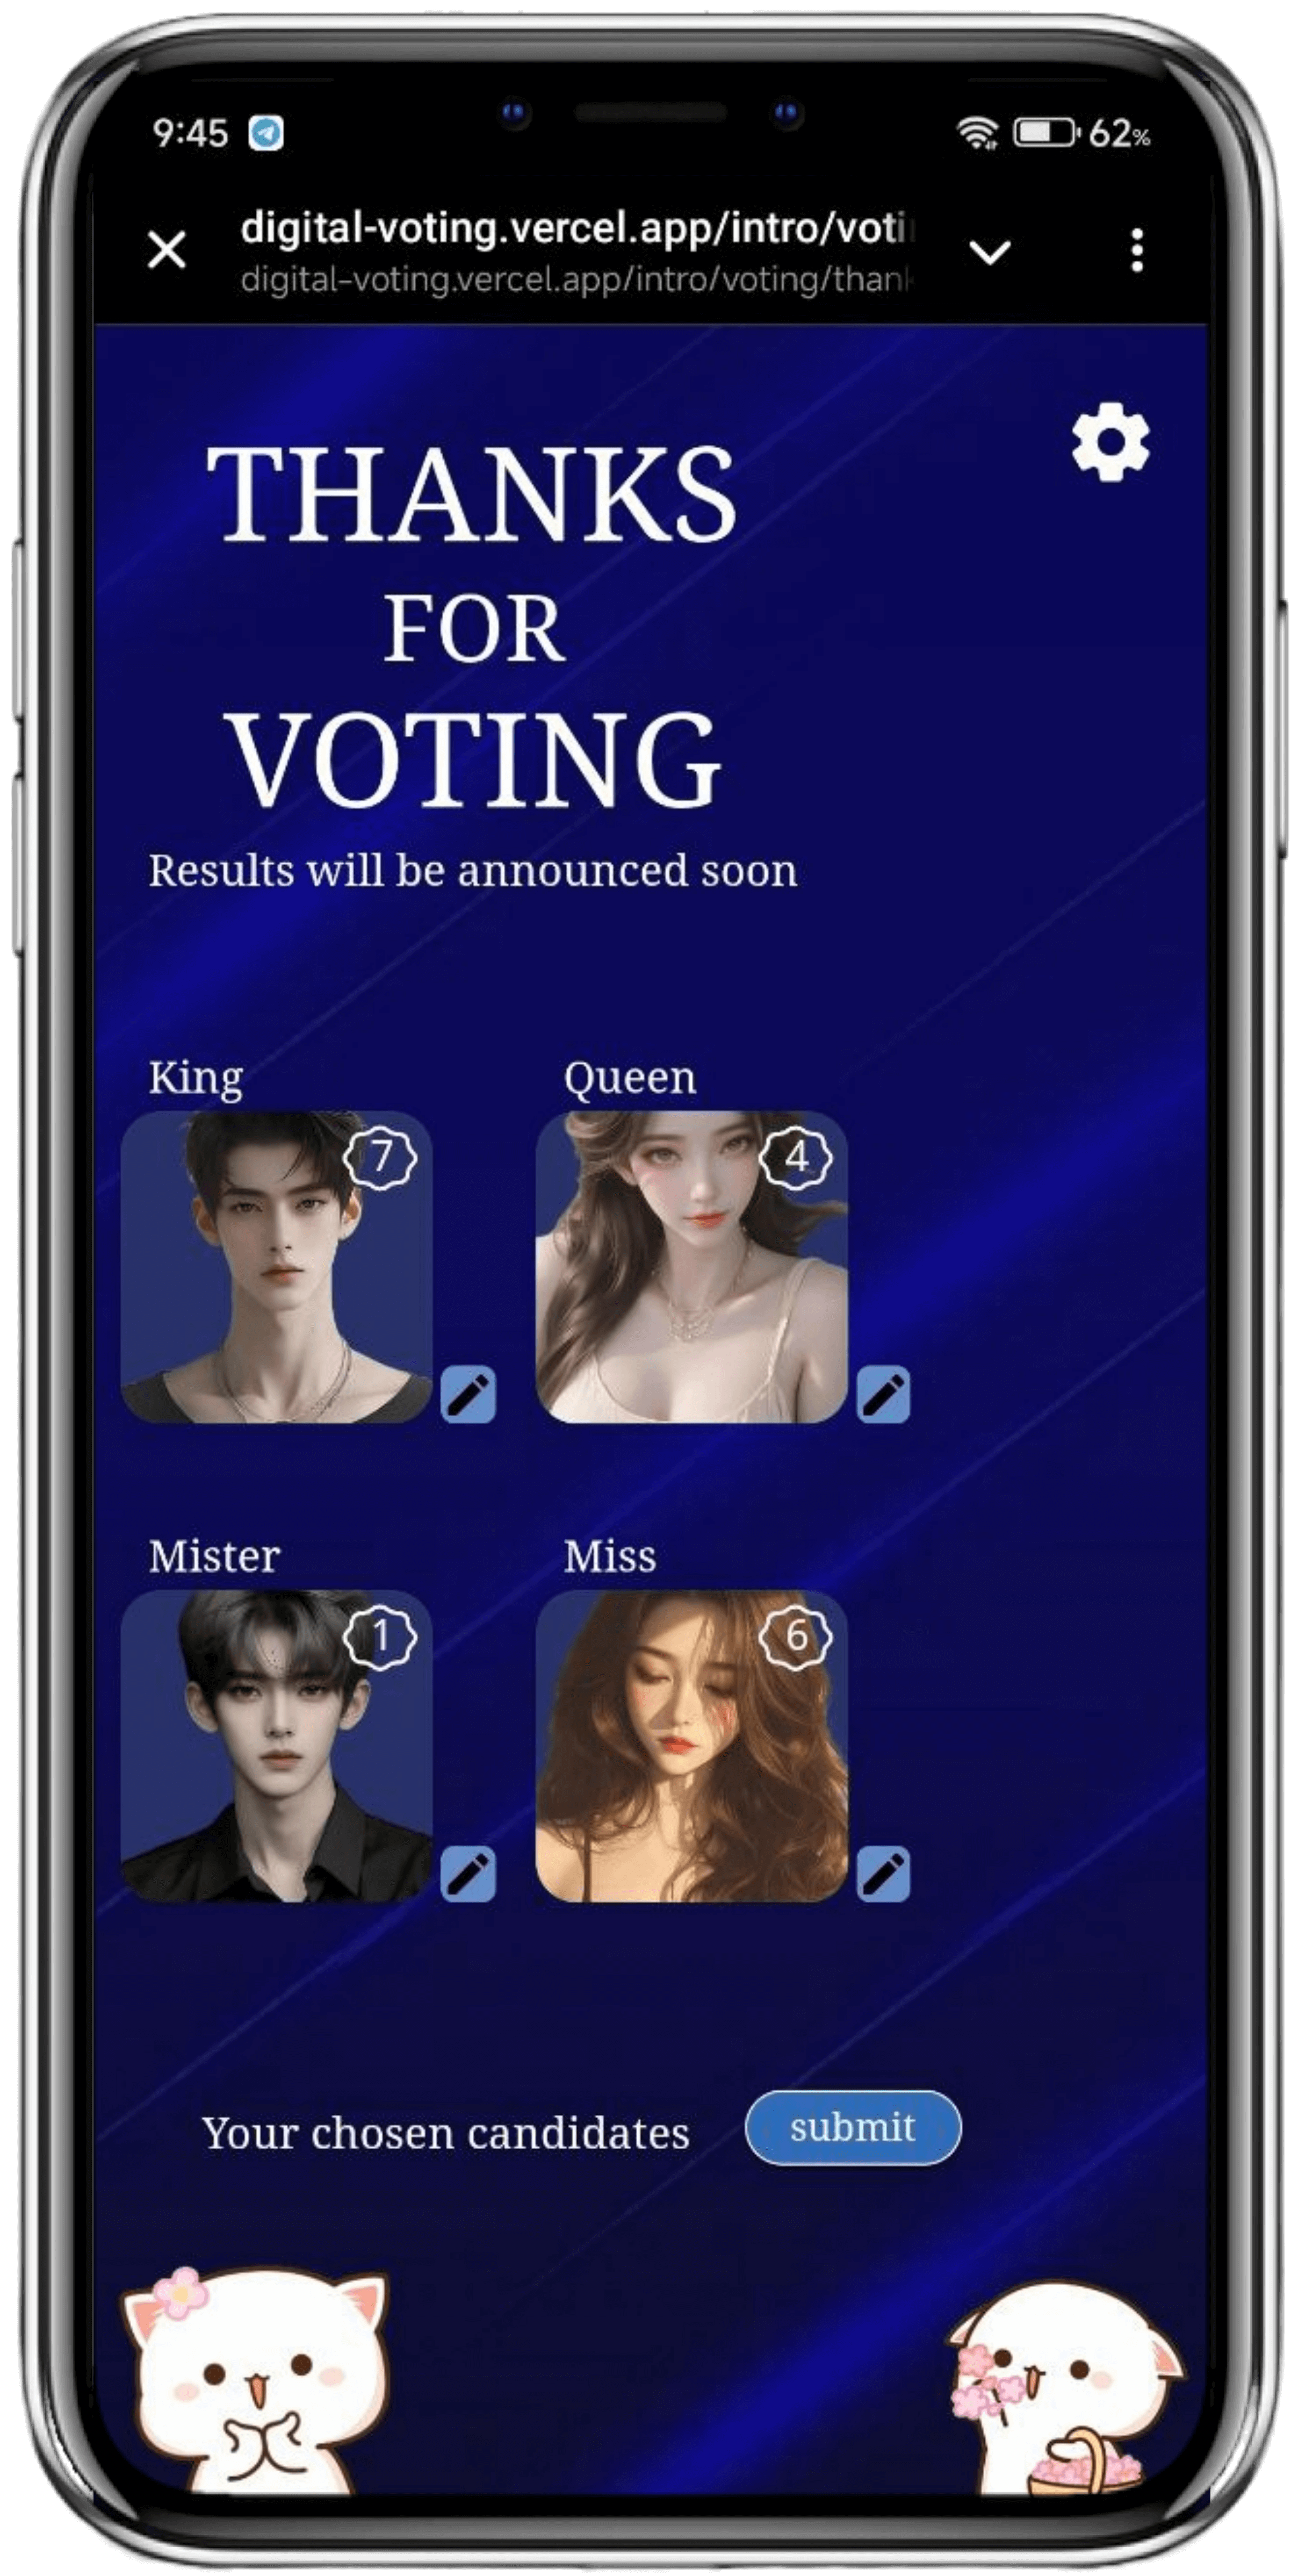 9:45 62%
digital-voting.vercel.app/intro/voti
digital-voting.vercel.app/intro/voting/thank
THANKS
FOR
VOTING
Results will be announced soon
King Queen
7 4
Mister Miss
1 6
Your chosen candidates submit